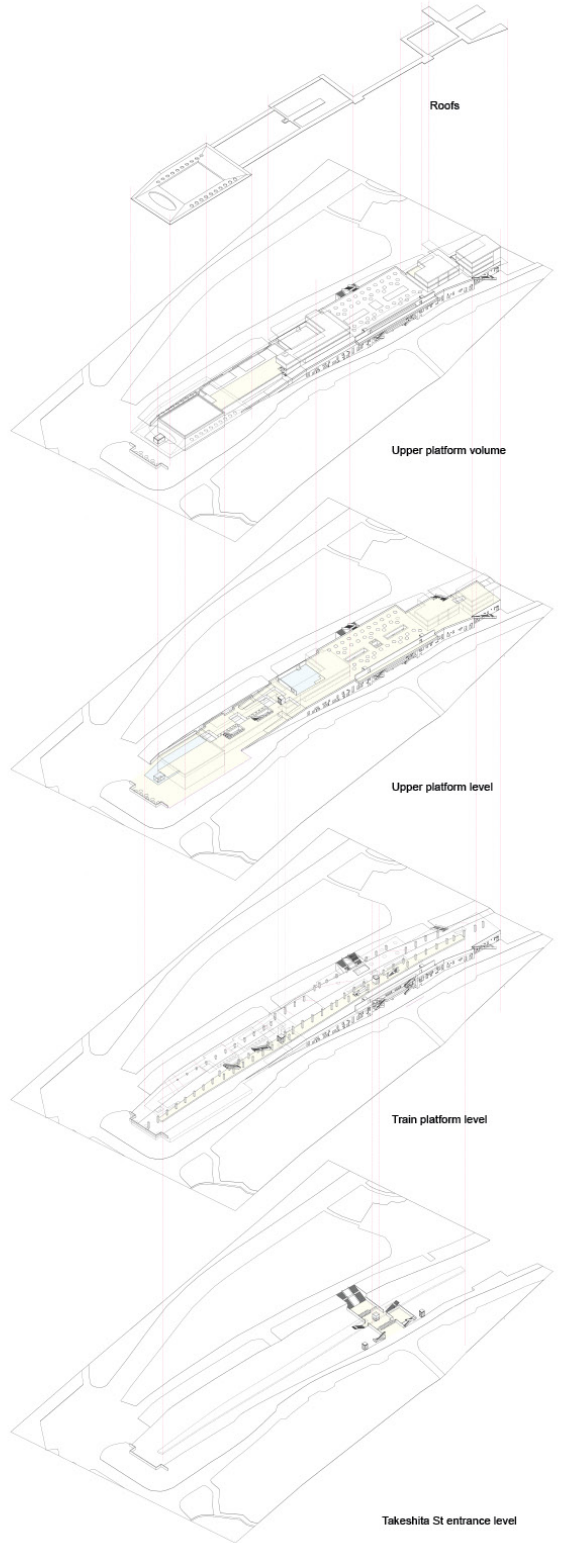 Roofs
Upper platform volume
Upper platform level
Train platform level
Takeshita St entrance level